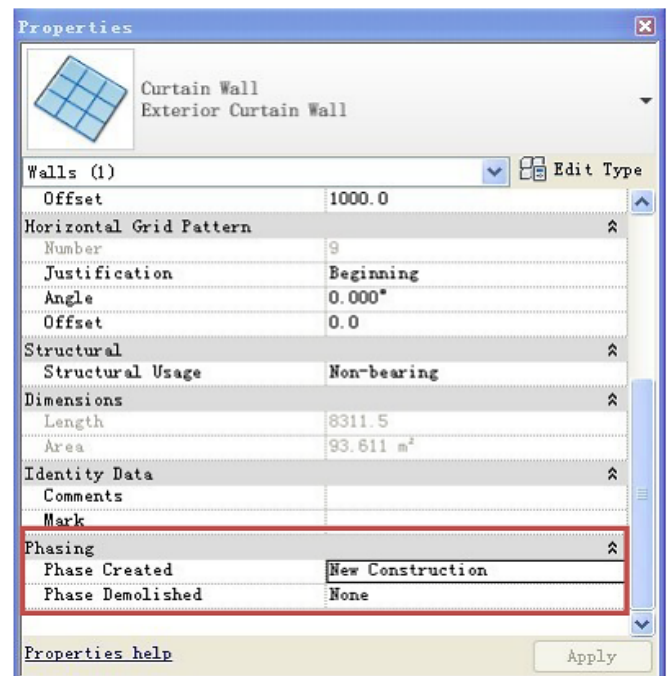 Properties
Curtain Wall
Exterior Curtain Wall
Walls (1) Edit Type
Offset 1000.0
Horizontal Grid Pattern
Number 9
Justification Beginning
Angle 0.000°
Offset 0.0
Structural
Structural Usage Non-bearing
Dimensions
Length 8311.5
Area 93.611 m²
Identity Data
Comments
Mark
Phasing
Phase Created New Construction
Phase Demolished None
Properties help Apply